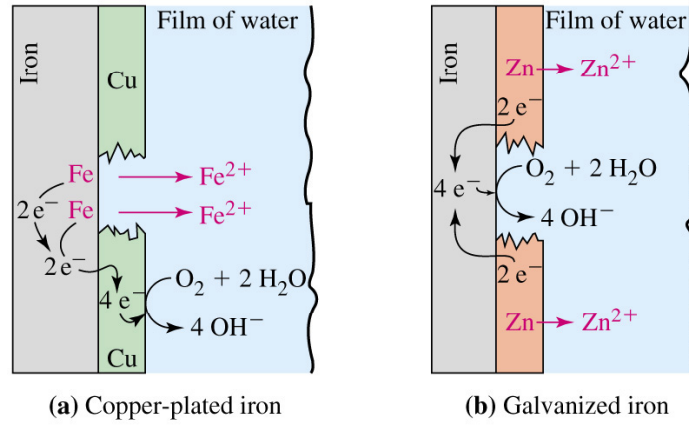 Film of water
Iron
Cu
Fe → Fe²⁺
2 e⁻ Fe → Fe²⁺
2 e⁻
4 e⁻
O₂ + 2 H₂O
4 OH⁻
Cu
(a) Copper-plated iron
Film of water
Iron
Zn → Zn²⁺
2 e⁻
O₂ + 2 H₂O
4 e⁻
4 OH⁻
2 e⁻
Zn → Zn²⁺
(b) Galvanized iron